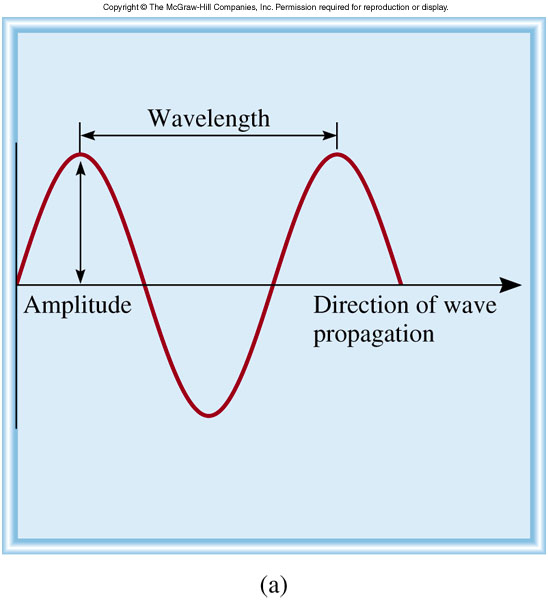 Copyright © The McGraw-Hill Companies, Inc. Permission required for reproduction or display.
Wavelength
Amplitude
Direction of wave
propagation
(a)